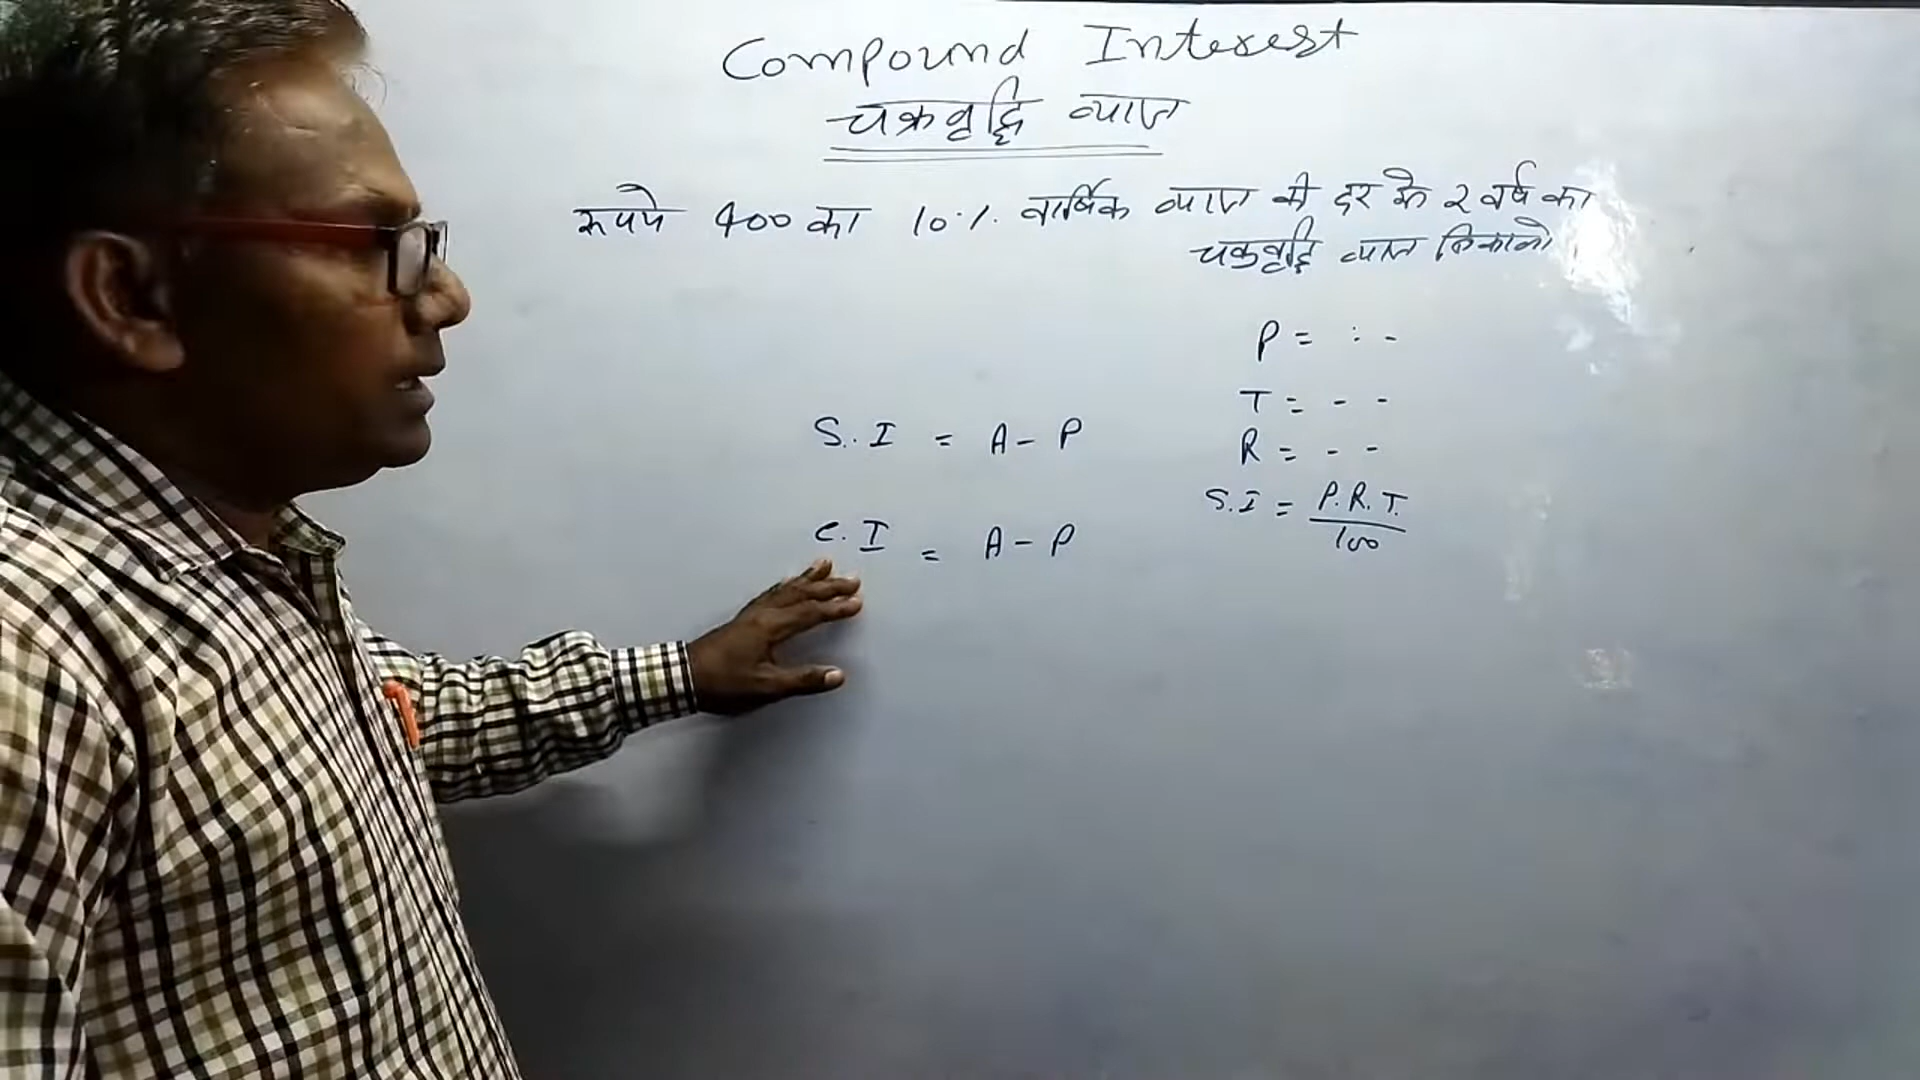 Compound Interest
चक्रवृद्धि ब्याज
रूपये 400 का 10% वार्षिक ब्याज की दर से 2 वर्ष का
चक्रवृद्धि ब्याज निकालो
P = : - 
T = - -
R = - -
S.I = A - P
S.I = P.R.T. / 100
C.I = A - P